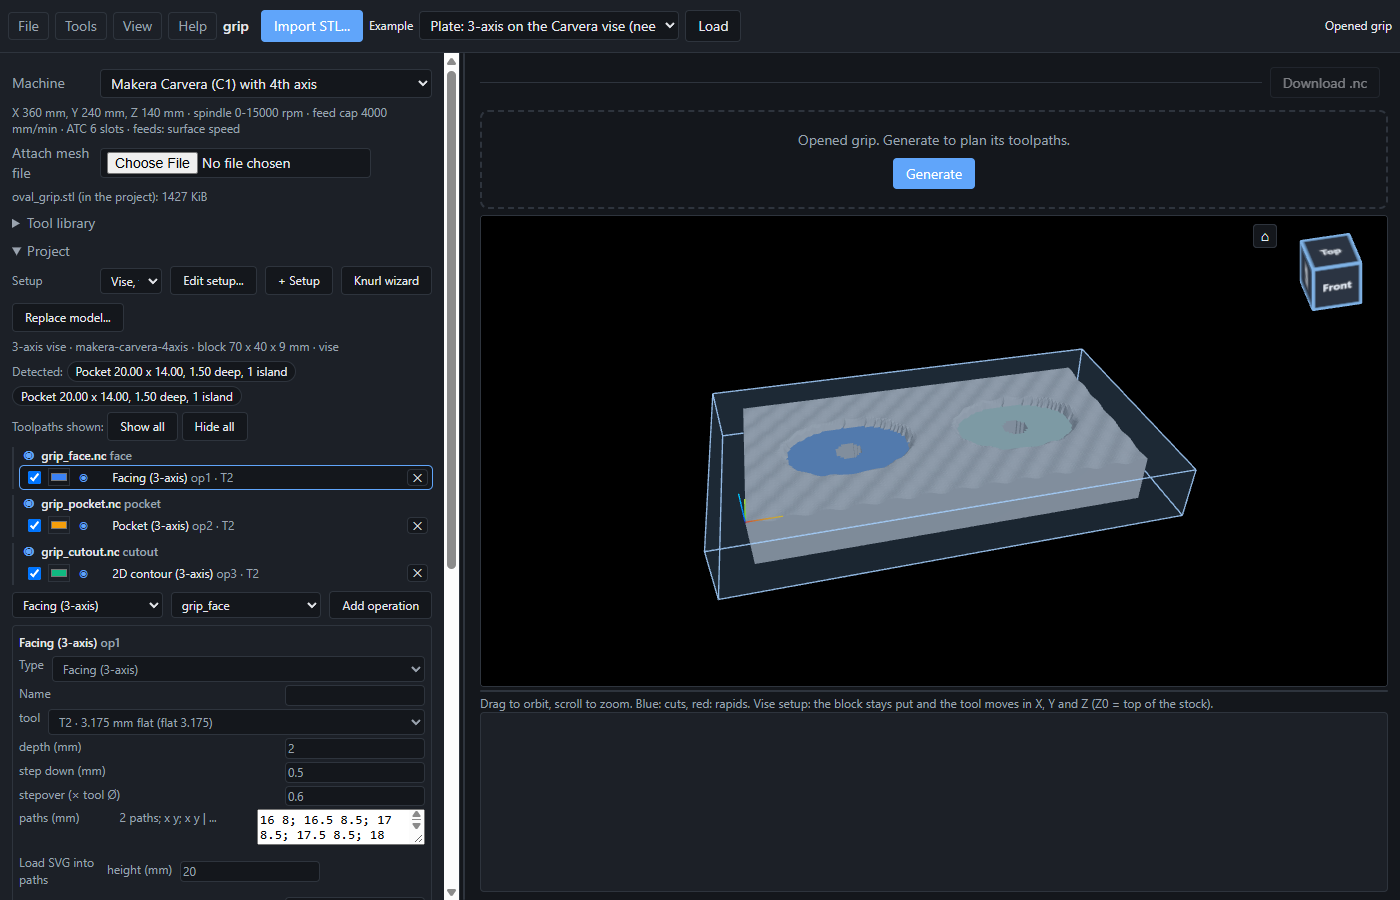 File Tools View Help grip Import STL... Example Plate: 3-axis on the Carvera vise (nee Load Opened grip
Machine Makera Carvera (C1) with 4th axis
X 360 mm, Y 240 mm, Z 140 mm · spindle 0-15000 rpm · feed cap 4000
mm/min · ATC 6 slots · feeds: surface speed
Attach mesh file Choose File No file chosen
oval_grip.stl (in the project): 1427 KiB
Tool library
Project
Setup Vise, Edit setup... + Setup Knurl wizard
Replace model...
3-axis vise · makera-carvera-4axis · block 70 x 40 x 9 mm · vise
Detected: Pocket 20.00 x 14.00, 1.50 deep, 1 island
Pocket 20.00 x 14.00, 1.50 deep, 1 island
Toolpaths shown: Show all Hide all
grip_face.nc face
Facing (3-axis) op1 · T2
grip_pocket.nc pocket
Pocket (3-axis) op2 · T2
grip_cutout.nc cutout
2D contour (3-axis) op3 · T2
Facing (3-axis) grip_face Add operation
Facing (3-axis) op1
Type Facing (3-axis)
Name
tool T2 · 3.175 mm flat (flat 3.175)
depth (mm) 2
step down (mm) 0.5
stepover (× tool Ø) 0.6
paths (mm) 2 paths; x y; x y | ... 16 8; 16.5 8.5; 17
8.5; 17.5 8.5; 18
Load SVG into paths height (mm) 20
Download .nc
Opened grip. Generate to plan its toolpaths.
Generate
Top
Front
Drag to orbit, scroll to zoom. Blue: cuts, red: rapids. Vise setup: the block stays put and the tool moves in X, Y and Z (Z0 = top of the stock).